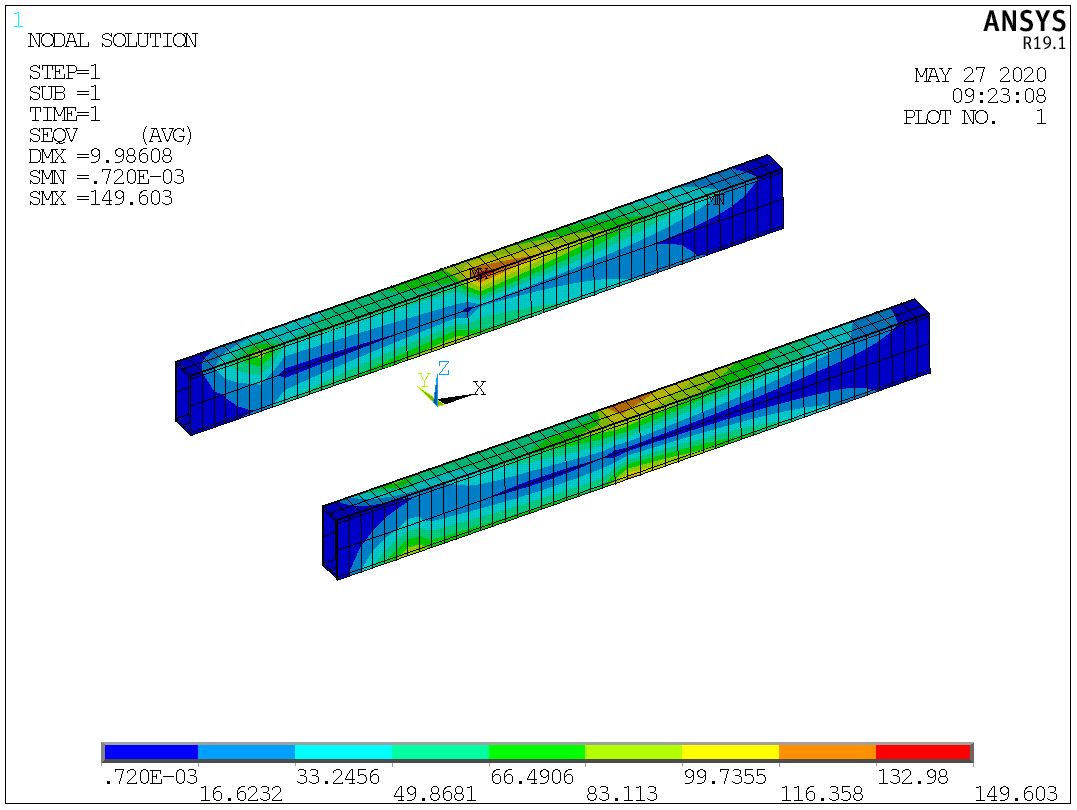 1
NODAL SOLUTION
STEP=1
SUB =1
TIME=1
SEQV (AVG)
DMX =9.98608
SMN =.720E-03
SMX =149.603
ANSYS
R19.1
MAY 27 2020
09:23:08
PLOT NO. 1
MN
MX
Z
Y
X
.720E-03 33.2456 66.4906 99.7355 132.98
16.6232 49.8681 83.113 116.358 149.603